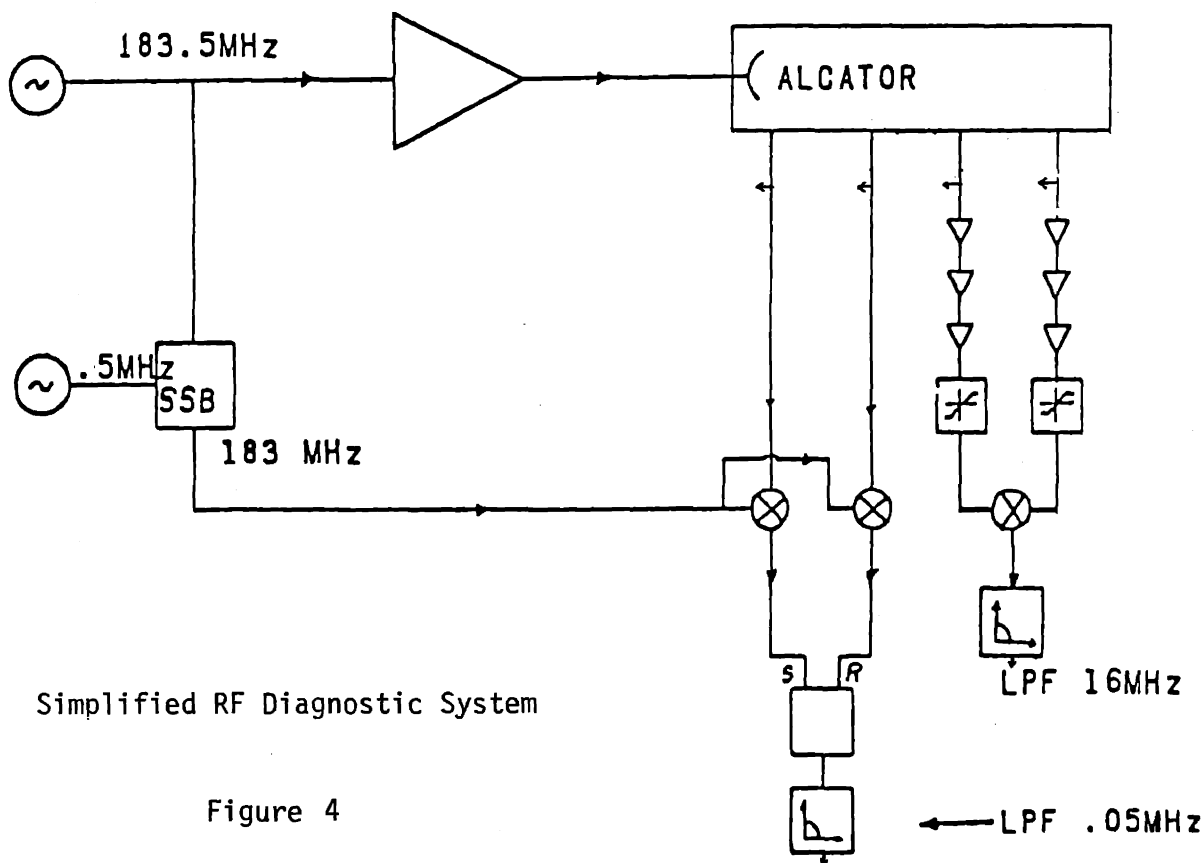 183.5MHz
ALCATOR
.5MHz
SSB
183 MHz
S R
LPF 16MHz
Simplified RF Diagnostic System
Figure 4
LPF .05MHz